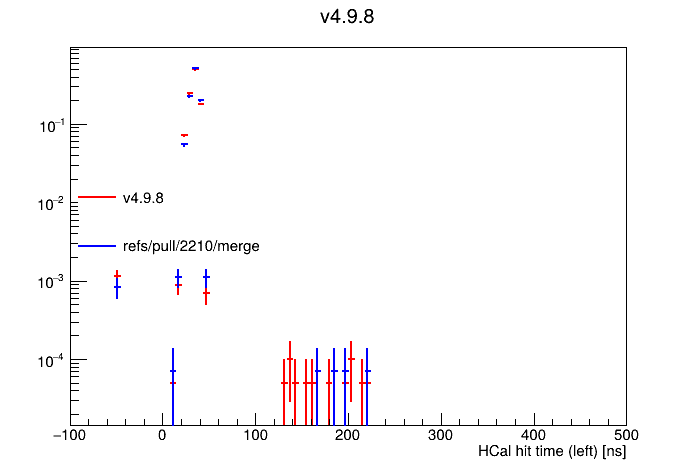 v4.9.8
10⁻¹
10⁻²
10⁻³
10⁻⁴
v4.9.8
refs/pull/2210/merge
−100 0 100 200 300 400 500
HCal hit time (left) [ns]